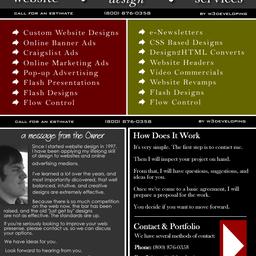 website design services
CALL FOR AN ESTIMATE (800) 876-0358 BY W3DEVELOPING
Custom Website Designs
Online Banner Ads
Craigslist Ads
Online Marketing Ads
Pop-up Advertising
Flash Presentations
Flash Designs
Flow Control
e-Newsletters
CSS Based Designs
Design2HTML Converts
Website Headers
Video Commercials
Website Revamps
Flash Designs
Flow Control
CALL FOR AN ESTIMATE (800) 876-0358 BY W3DEVELOPING
a message from the Owner
Since I started website design in 1997,
I have been applying my lifelong skill
of design to websites and online
advertising medians.
I've learned a lot over the years, and
most importantly discovered, that well
balanced, intuitive, and creative
designs are extremely effective.
Because there is so much competition
on the web now, the bar has been
raised, and the old "just get by" designs
are not as effective. The standards are up.
If you're seriously looking to improve your web
presence, please contact us, so we can discuss
your options.
We have ideas for you.
Look forward to hearing from you.
How Does It Work
It's very simple. The first step is to contact me.
Then I will inspect your project on hand.
From that, I will have questions, suggestions, and
ideas for you.
Once we've come to a basic agreement, I will
prepare a proposal for the work.
You decide if you want to move forward.
Contact & Portfolio
We have several methods of contact:
Phone: (800) 876-0358